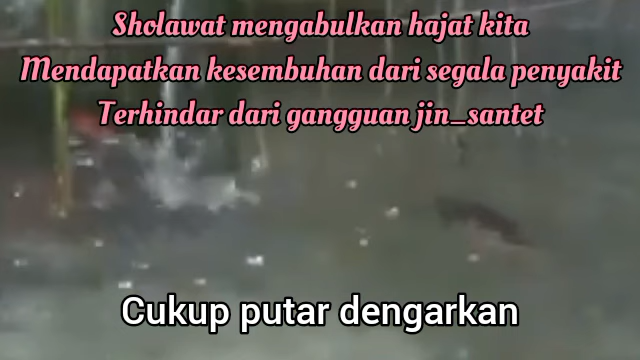 Sholawat mengabulkan hajat kita
Mendapatkan kesembuhan dari segala penyakit
Terhindar dari gangguan jin_santet
Cukup putar dengarkan